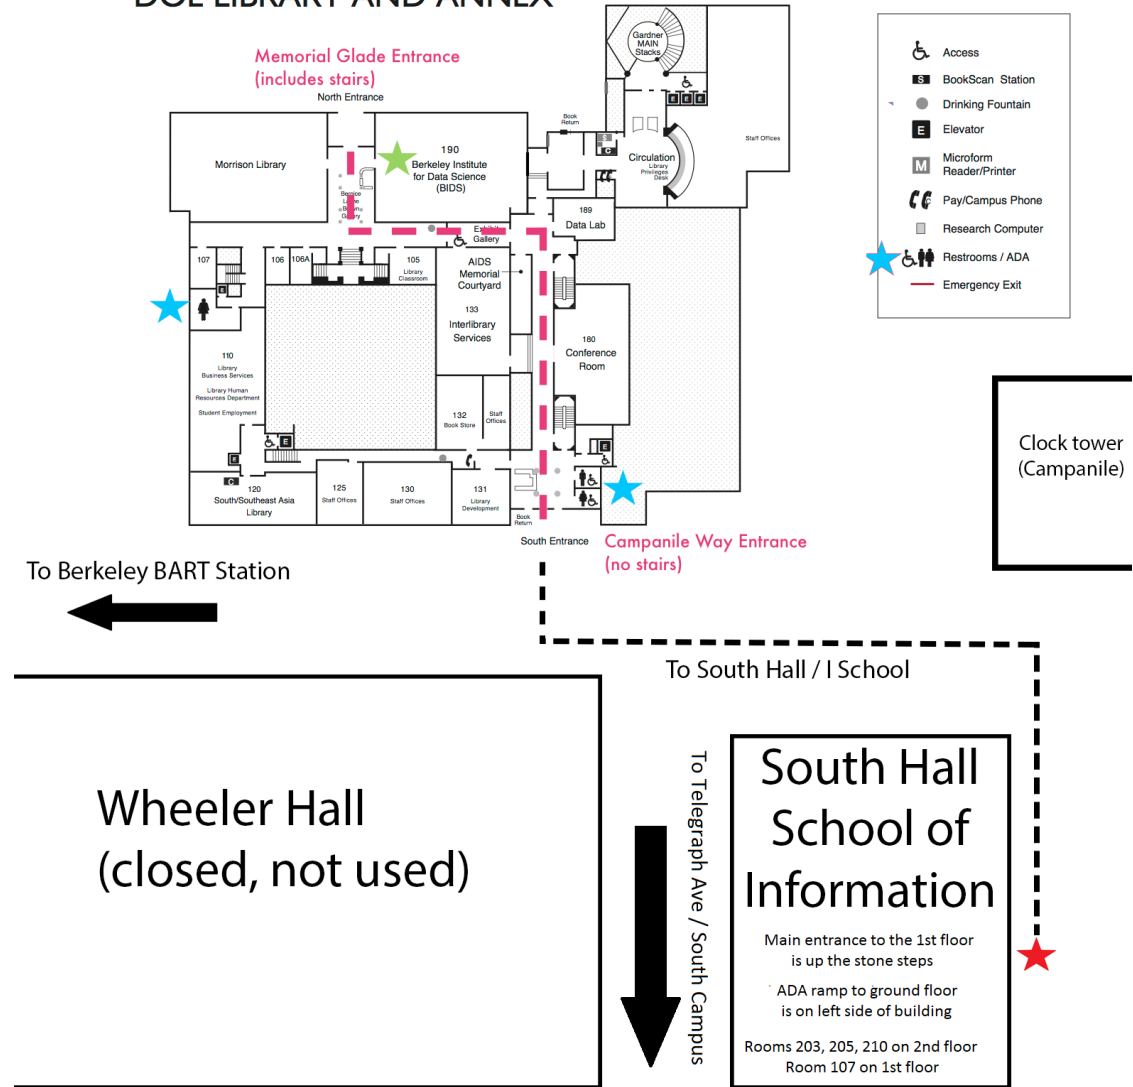 DOE LIBRARY AND ANNEX
Memorial Glade Entrance
(includes stairs)
North Entrance
Gardner
MAIN
Stacks
E
E
E
Book
Return
Staff Offices
S
C
Circulation
Library
Privileges
Desk
Morrison Library
190
Berkeley Institute
for Data Science
(BIDS)
Gallery
189
Data Lab
Gallery
107
106
106A
105
Library
Classroom
E
AIDS
Memorial
Courtyard
133
Interlibrary
Services
180
Conference
Room
110
Library
Business Services
Library Human
Resources Department
Student Employment
132
Book Store
Staff
Offices
E
E
E
C
120
South/Southeast Asia
Library
125
Staff Offices
130
Staff Offices
131
Library
Development
Book
Return
South Entrance
Campanile Way Entrance
(no stairs)
Access
S
BookScan Station
Drinking Fountain
E
Elevator
M
Microform
Reader/Printer
Pay/Campus Phone
Research Computer
Restrooms / ADA
Emergency Exit
Clock tower
(Campanile)
To Berkeley BART Station
To South Hall / I School
Wheeler Hall
(closed, not used)
To Telegraph Ave / South Campus
South Hall
School of
Information
Main entrance to the 1st floor
is up the stone steps
ADA ramp to ground floor
is on left side of building
Rooms 203, 205, 210 on 2nd floor
Room 107 on 1st floor